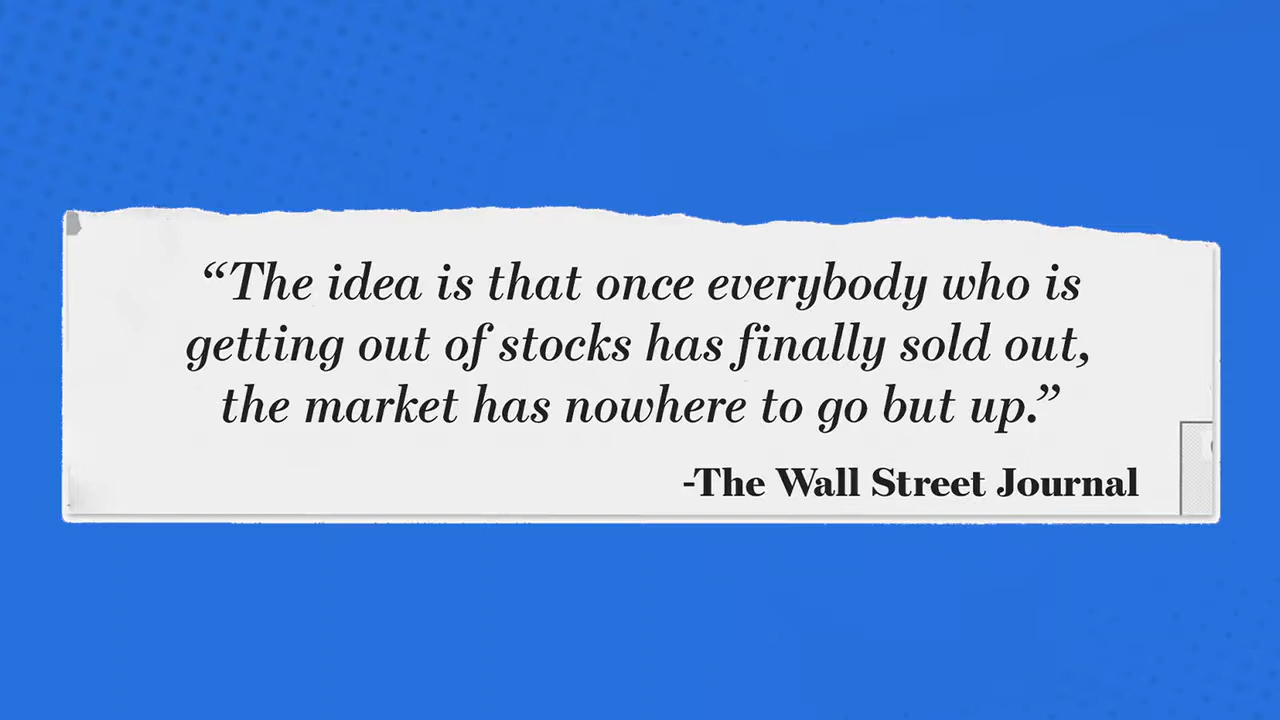 “The idea is that once everybody who is
getting out of stocks has finally sold out,
the market has nowhere to go but up.”
-The Wall Street Journal